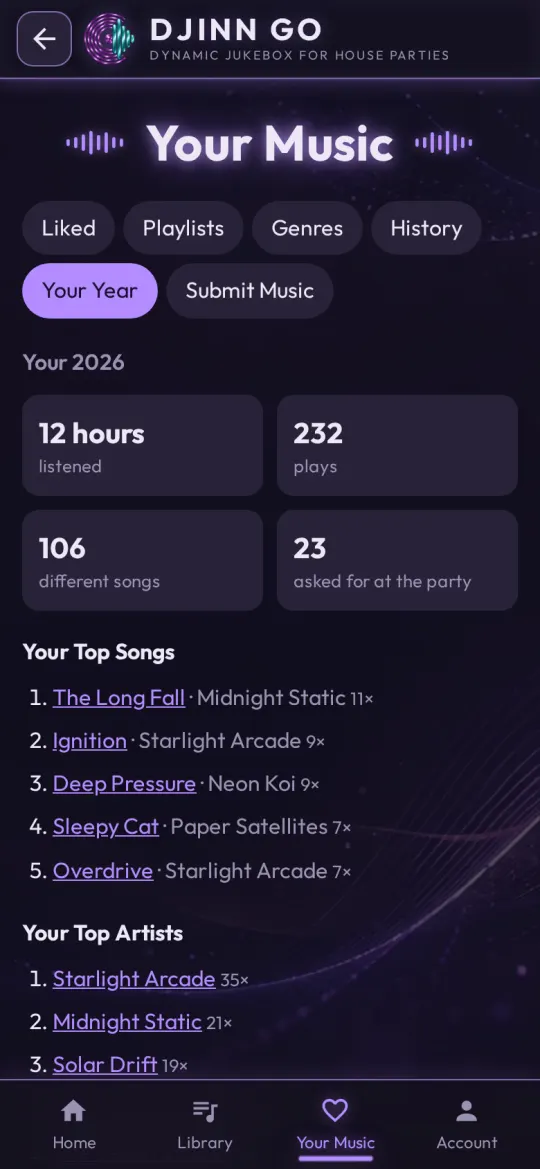 DJINN GO
DYNAMIC JUKEBOX FOR HOUSE PARTIES
Your Music
Liked
Playlists
Genres
History
Your Year
Submit Music
Your 2026
12 hours
listened
232
plays
106
different songs
23
asked for at the party
Your Top Songs
1. The Long Fall · Midnight Static 11×
2. Ignition · Starlight Arcade 9×
3. Deep Pressure · Neon Koi 9×
4. Sleepy Cat · Paper Satellites 7×
5. Overdrive · Starlight Arcade 7×
Your Top Artists
1. Starlight Arcade 35×
2. Midnight Static 21×
3. Solar Drift 19×
Home
Library
Your Music
Account